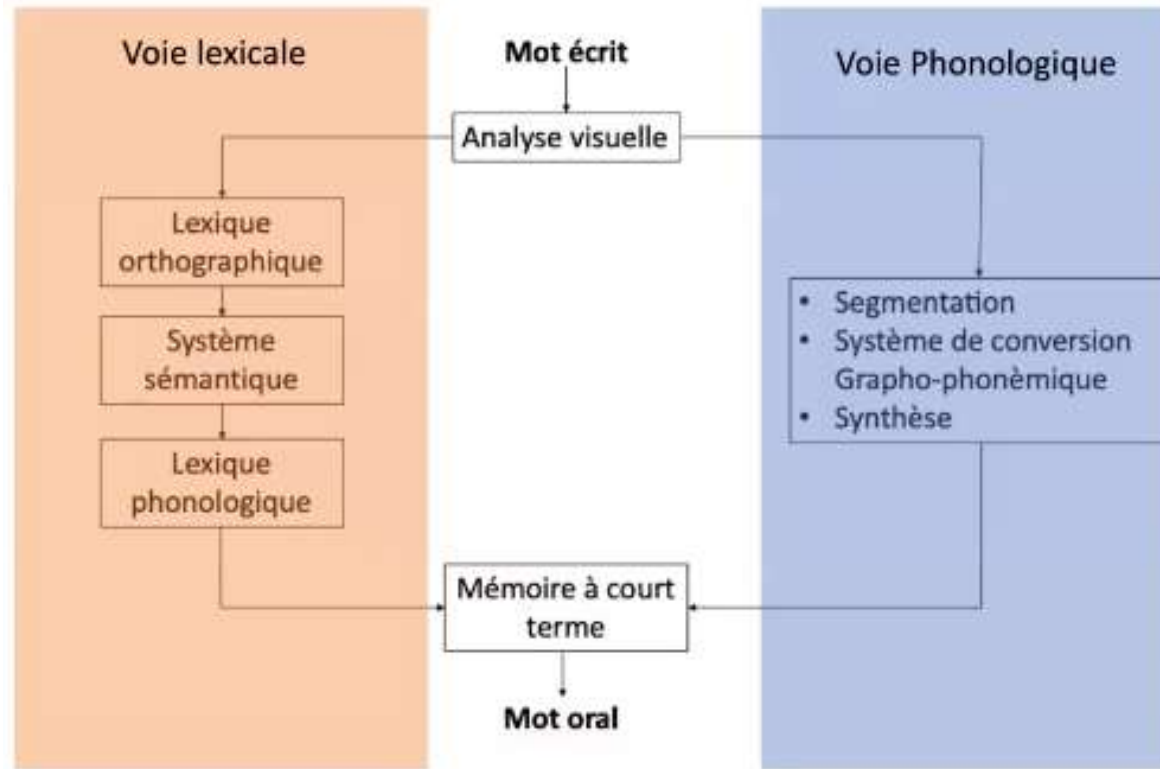 Voie lexicale
Mot écrit
Voie Phonologique
Analyse visuelle
Lexique
orthographique
Système
sémantique
Lexique
phonologique
• Segmentation
• Système de conversion
Grapho-phonèmique
• Synthèse
Mémoire à court
terme
Mot oral